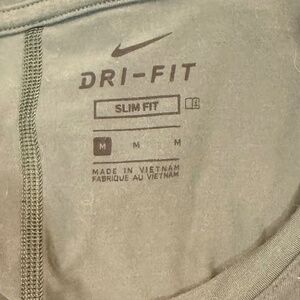 DRI-FIT
SLIM FIT
M M M
MADE IN VIETNAM
FABRIQUE AU VIETNAM